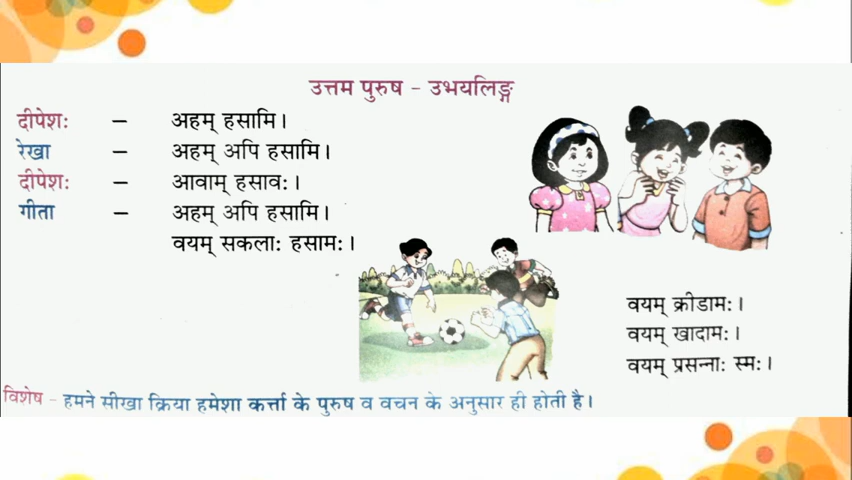 उत्तम पुरुष - उभयलिङ्ग
दीपेशः – अहम् हसामि।
रेखा – अहम् अपि हसामि।
दीपेशः – आवाम् हसावः।
गीता – अहम् अपि हसामि।
वयम् सकलाः हसामः।
वयम् क्रीडामः।
वयम् खादामः।
वयम् प्रसन्नाः स्मः।
विशेष - हमने सीखा क्रिया हमेशा कर्त्ता के पुरुष व वचन के अनुसार ही होती है।